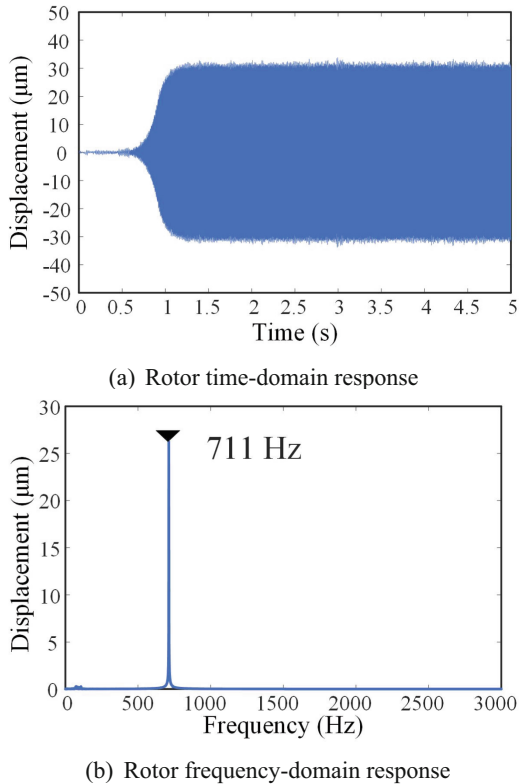 50
40
30
20
10
0
-10
-20
-30
-40
-50
Displacement (μm)
0 0.5 1 1.5 2 2.5 3 3.5 4 4.5 5
Time (s)
(a) Rotor time-domain response
30
25
20
15
10
5
0
Displacement (μm)
711 Hz
0 500 1000 1500 2000 2500 3000
Frequency (Hz)
(b) Rotor frequency-domain response